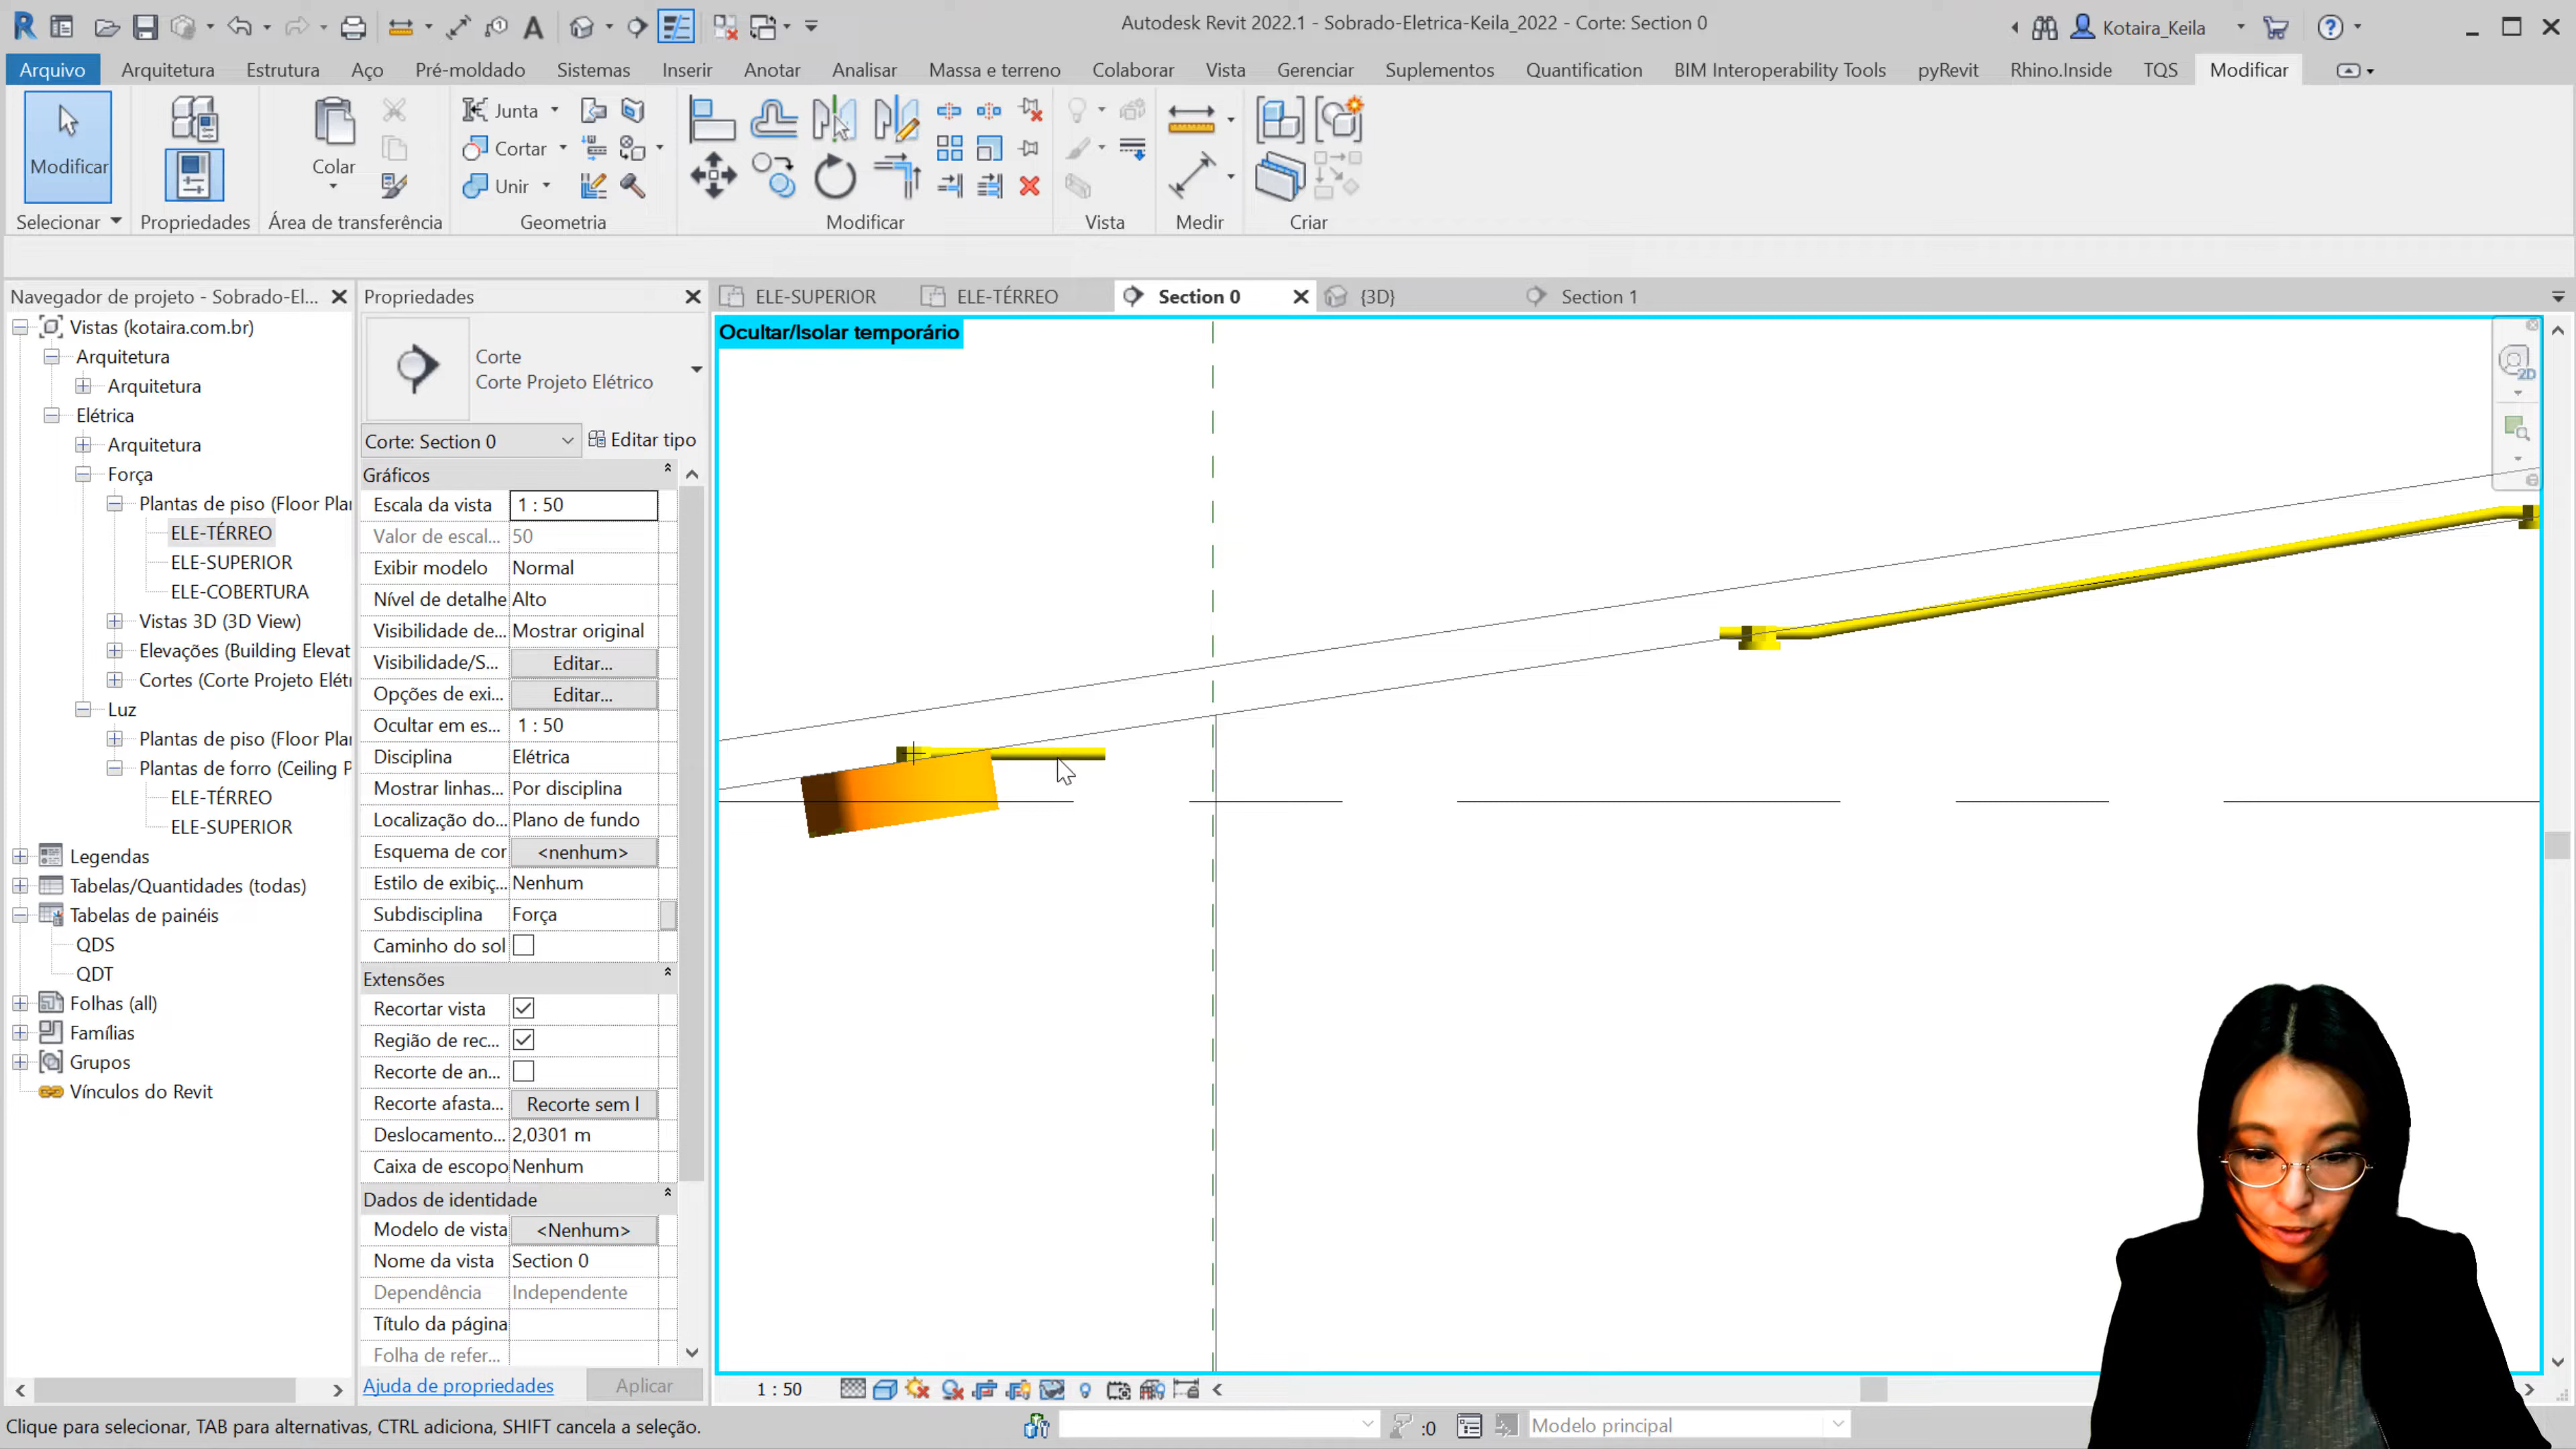 Autodesk Revit 2022.1 - Sobrado-Eletrica-Keila_2022 - Corte: Section 0
Kotaira_Keila
Arquivo Arquitetura Estrutura Aço Pré-moldado Sistemas Inserir Anotar Analisar Massa e terreno Colaborar Vista Gerenciar Suplementos Quantification BIM Interoperability Tools pyRevit Rhino.Inside TQS Modificar
Modificar
Colar
Junta
Cortar
Unir
Selecionar Propriedades Área de transferência Geometria Modificar Vista Medir Criar
Navegador de projeto - Sobrado-El...
Vistas (kotaira.com.br)
Arquitetura
Arquitetura
Elétrica
Arquitetura
Força
Plantas de piso (Floor Pla
ELE-TÉRREO
ELE-SUPERIOR
ELE-COBERTURA
Vistas 3D (3D View)
Elevações (Building Elevat
Cortes (Corte Projeto Elétr
Luz
Plantas de piso (Floor Pla
Plantas de forro (Ceiling P
ELE-TÉRREO
ELE-SUPERIOR
Legendas
Tabelas/Quantidades (todas)
Tabelas de painéis
QDS
QDT
Folhas (all)
Famílias
Grupos
Vínculos do Revit
Propriedades
Corte
Corte Projeto Elétrico
Corte: Section 0 Editar tipo
Gráficos
Escala da vista 1 : 50
Valor de escal... 50
Exibir modelo Normal
Nível de detalhe Alto
Visibilidade de... Mostrar original
Visibilidade/S... Editar...
Opções de exi... Editar...
Ocultar em es... 1 : 50
Disciplina Elétrica
Mostrar linhas... Por disciplina
Localização do... Plano de fundo
Esquema de cor <nenhum>
Estilo de exibiç... Nenhum
Subdisciplina Força
Caminho do sol
Extensões
Recortar vista
Região de rec...
Recorte de an...
Recorte afasta... Recorte sem l
Deslocamento... 2,0301 m
Caixa de escopo Nenhum
Dados de identidade
Modelo de vista <Nenhum>
Nome da vista Section 0
Dependência Independente
Título da página
Folha de refer...
Ajuda de propriedades Aplicar
ELE-SUPERIOR ELE-TÉRREO Section 0 {3D} Section 1
Ocultar/Isolar temporário
2D
1 : 50
Clique para selecionar, TAB para alternativas, CTRL adiciona, SHIFT cancela a seleção.
:0
Modelo principal